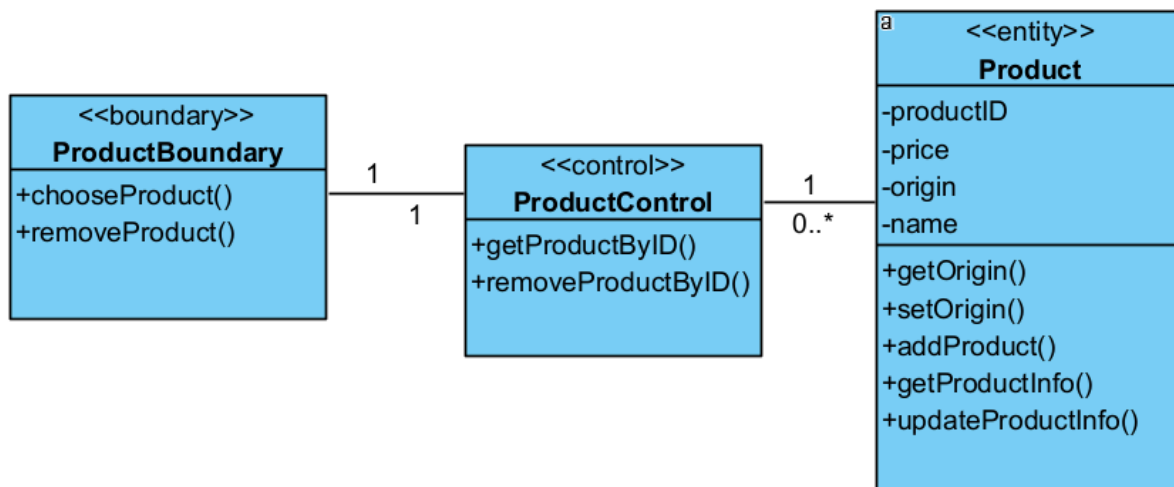 <<boundary>>
ProductBoundary
+chooseProduct()
+removeProduct()
1
1
<<control>>
ProductControl
+getProductByID()
+removeProductByID()
1
0..*
a
<<entity>>
Product
-productID
-price
-origin
-name
+getOrigin()
+setOrigin()
+addProduct()
+getProductInfo()
+updateProductInfo()